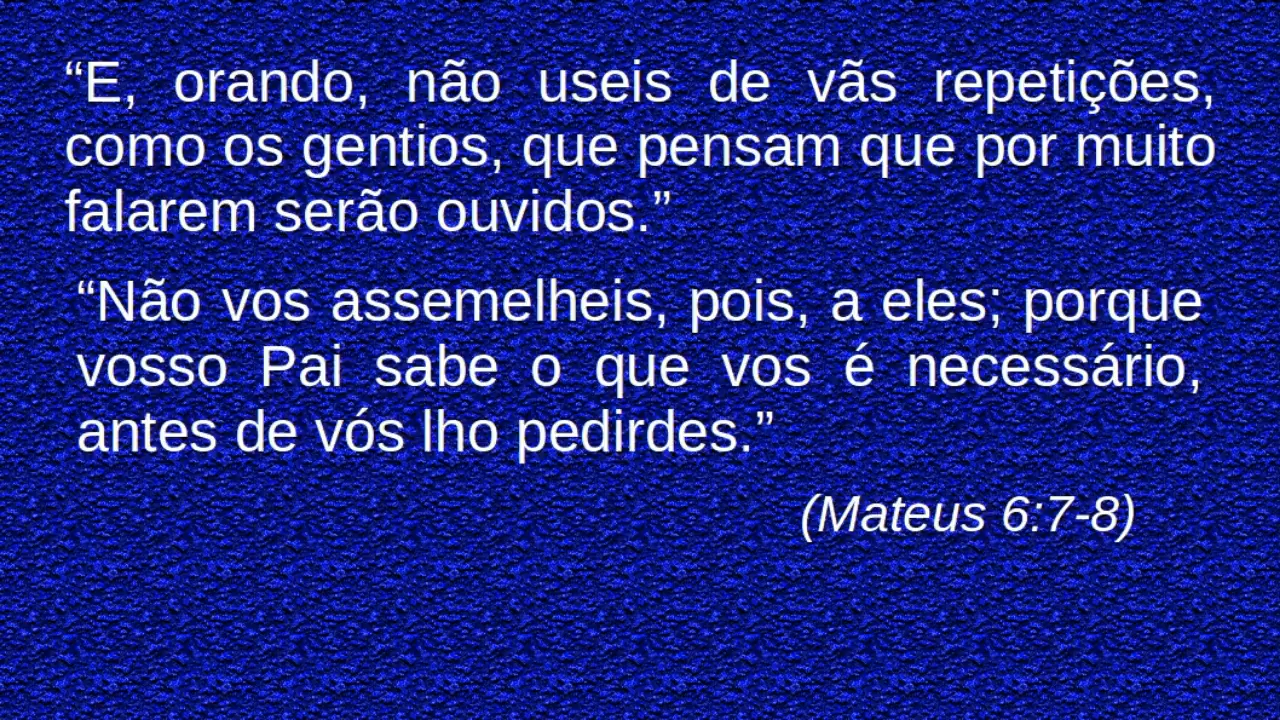 “E, orando, não useis de vãs repetições,
como os gentios, que pensam que por muito
falarem serão ouvidos.”
“Não vos assemelheis, pois, a eles; porque
vosso Pai sabe o que vos é necessário,
antes de vós lho pedirdes.”
(Mateus 6:7-8)